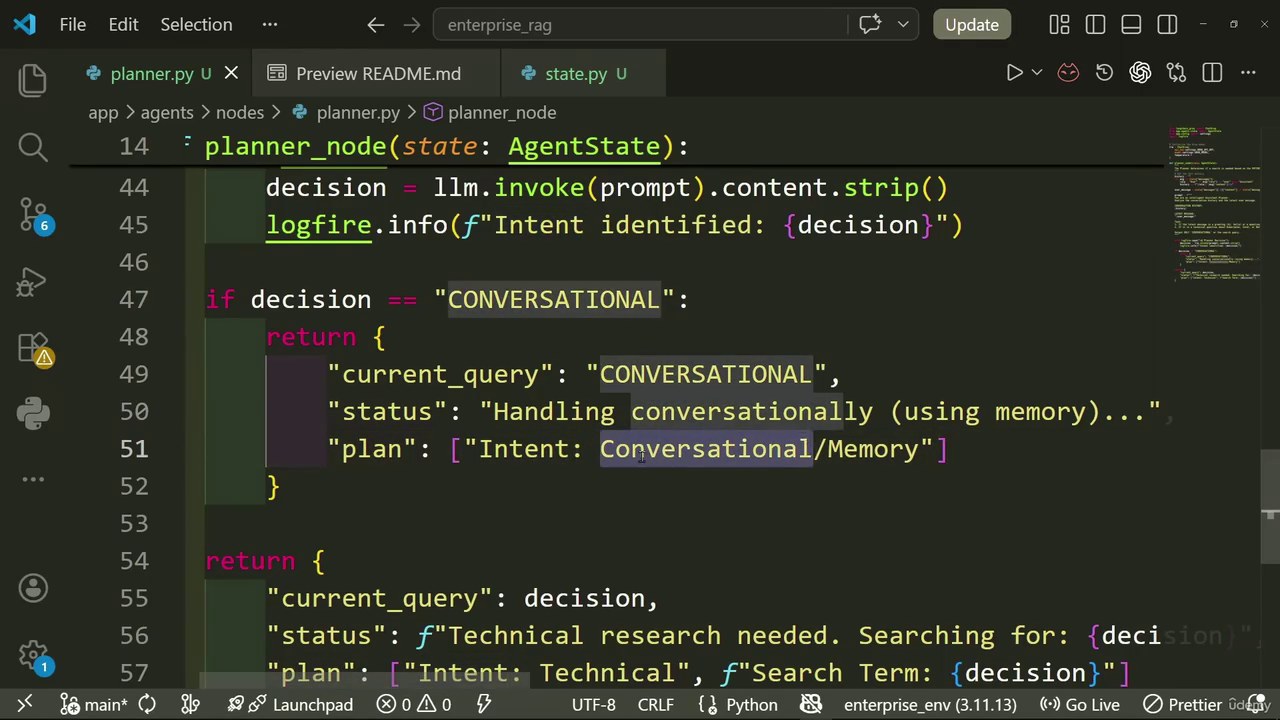 File Edit Selection ··· enterprise_rag Update
planner.py U Preview README.md state.py U
app > agents > nodes > planner.py > planner_node
14 planner_node(state: AgentState):
44 decision = llm.invoke(prompt).content.strip()
45 logfire.info(f"Intent identified: {decision}")
46
47 if decision == "CONVERSATIONAL":
48 return {
49 "current_query": "CONVERSATIONAL",
50 "status": "Handling conversationally (using memory)...",
51 "plan": ["Intent: Conversational/Memory"]
52 }
53
54 return {
55 "current_query": decision,
56 "status": f"Technical research needed. Searching for: {decision}",
57 "plan": ["Intent: Technical", f"Search Term: {decision}"]
6
1
main* Launchpad 0 0 UTF-8 CRLF {} Python enterprise_env (3.11.13) Go Live Prettier
udemy